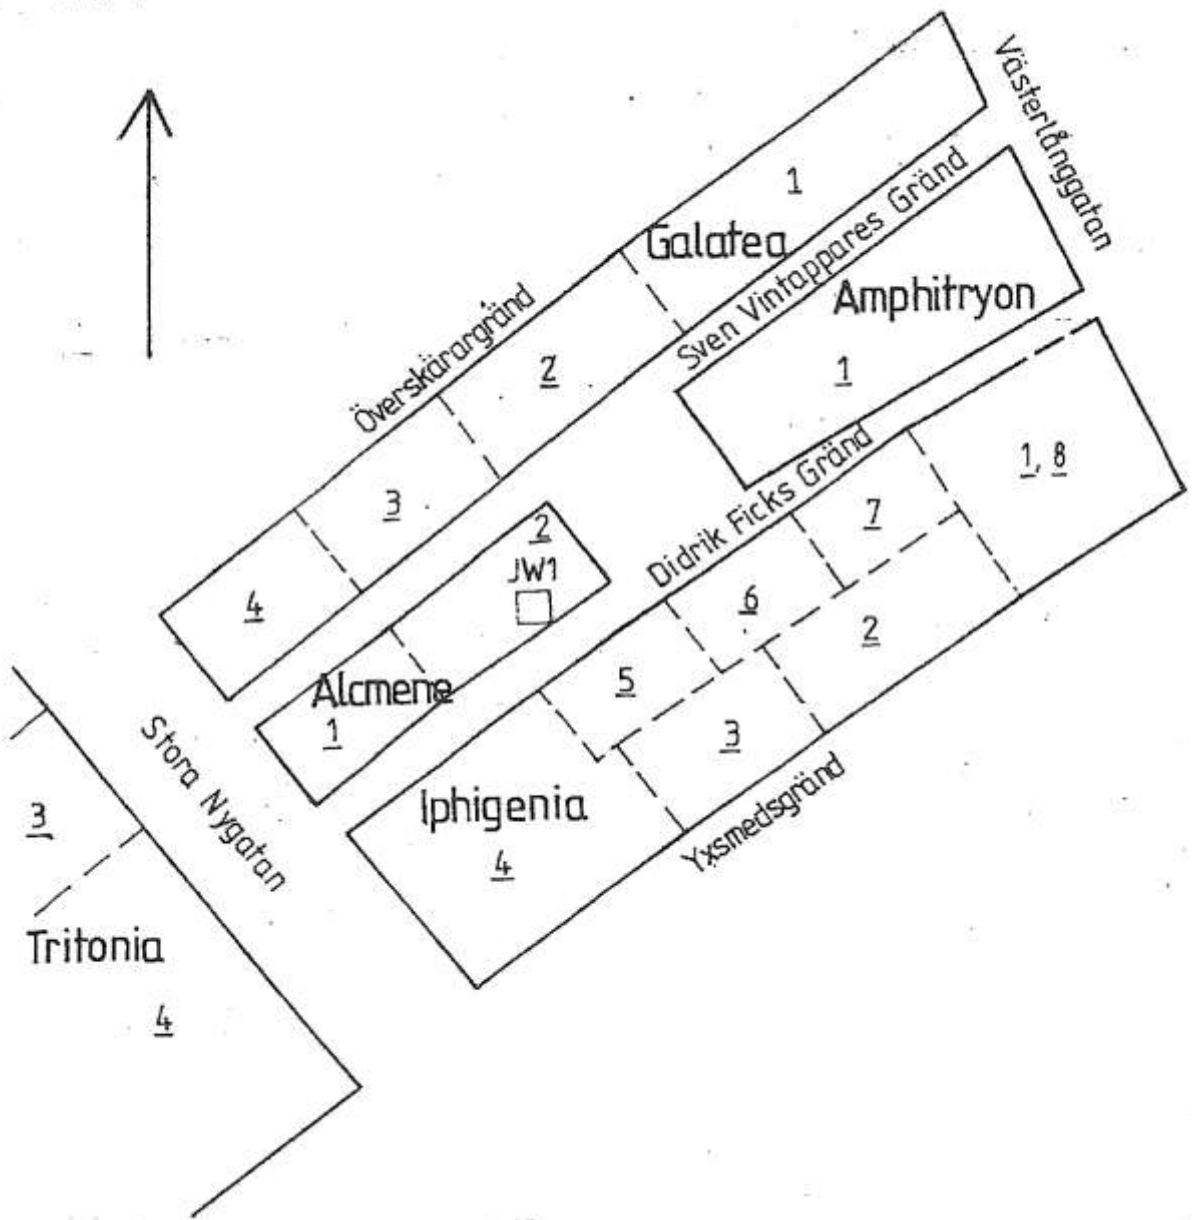 Västerlånggatan
1
Galatea
Sven Vintappares Gränd
Amphitryon
1
Överskärargränd
2
3
4
Didrik Ficks Gränd
1, 8
7
6
2
5
3
2
JW1
Alcmene
1
Iphigenia
4
Yxsmedsgränd
Stora Nygatan
3
Tritonia
4